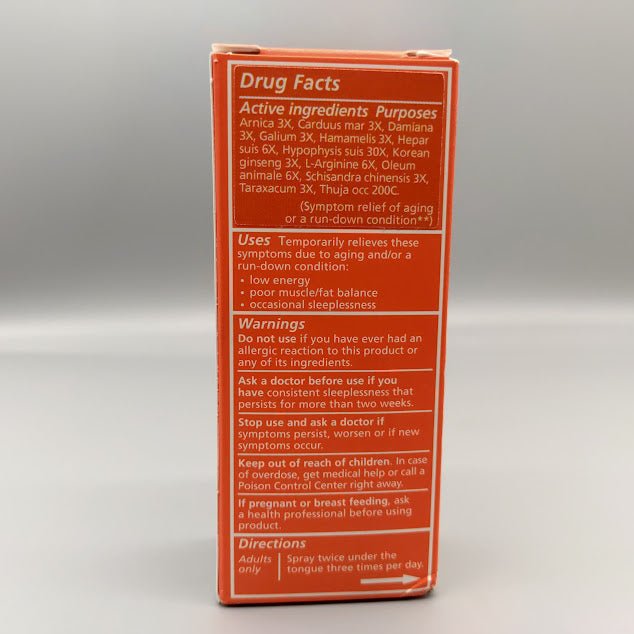 Drug Facts
Active ingredients Purposes
Arnica 3X, Carduus mar 3X, Damiana
3X, Galium 3X, Hamamelis 3X, Hepar
suis 6X, Hypophysis suis 30X, Korean
ginseng 3X, L-Arginine 6X, Oleum
animale 6X, Schisandra chinensis 3X,
Taraxacum 3X, Thuja occ 200C.
(Symptom relief of aging
or a run-down condition**)
Uses Temporarily relieves these
symptoms due to aging and/or a
run-down condition:
• low energy
• poor muscle/fat balance
• occasional sleeplessness
Warnings
Do not use if you have ever had an
allergic reaction to this product or
any of its ingredients.
Ask a doctor before use if you
have consistent sleeplessness that
persists for more than two weeks.
Stop use and ask a doctor if
symptoms persist, worsen or if new
symptoms occur.
Keep out of reach of children. In case
of overdose, get medical help or call a
Poison Control Center right away.
If pregnant or breast feeding, ask
a health professional before using
product.
Directions
Adults only
Spray twice under the
tongue three times per day.